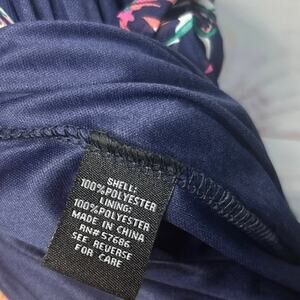 SHELL:
100%POLYESTER
LINING:
100%POLYESTER
MADE IN CHINA
RN# 57686
SEE REVERSE
FOR CARE